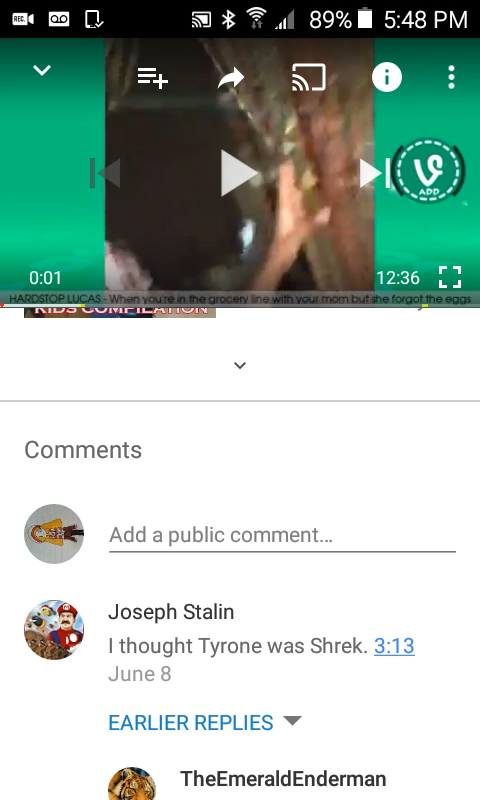 REC 89% 5:48 PM
ADD
0:01 12:36
HARDSTOP LUCAS - When you're in the grocery line with your mom but she forgot the eggs
KIDS COMPILATION
Comments
Add a public comment...
Joseph Stalin
I thought Tyrone was Shrek. 3:13
June 8
EARLIER REPLIES
TheEmeraldEnderman